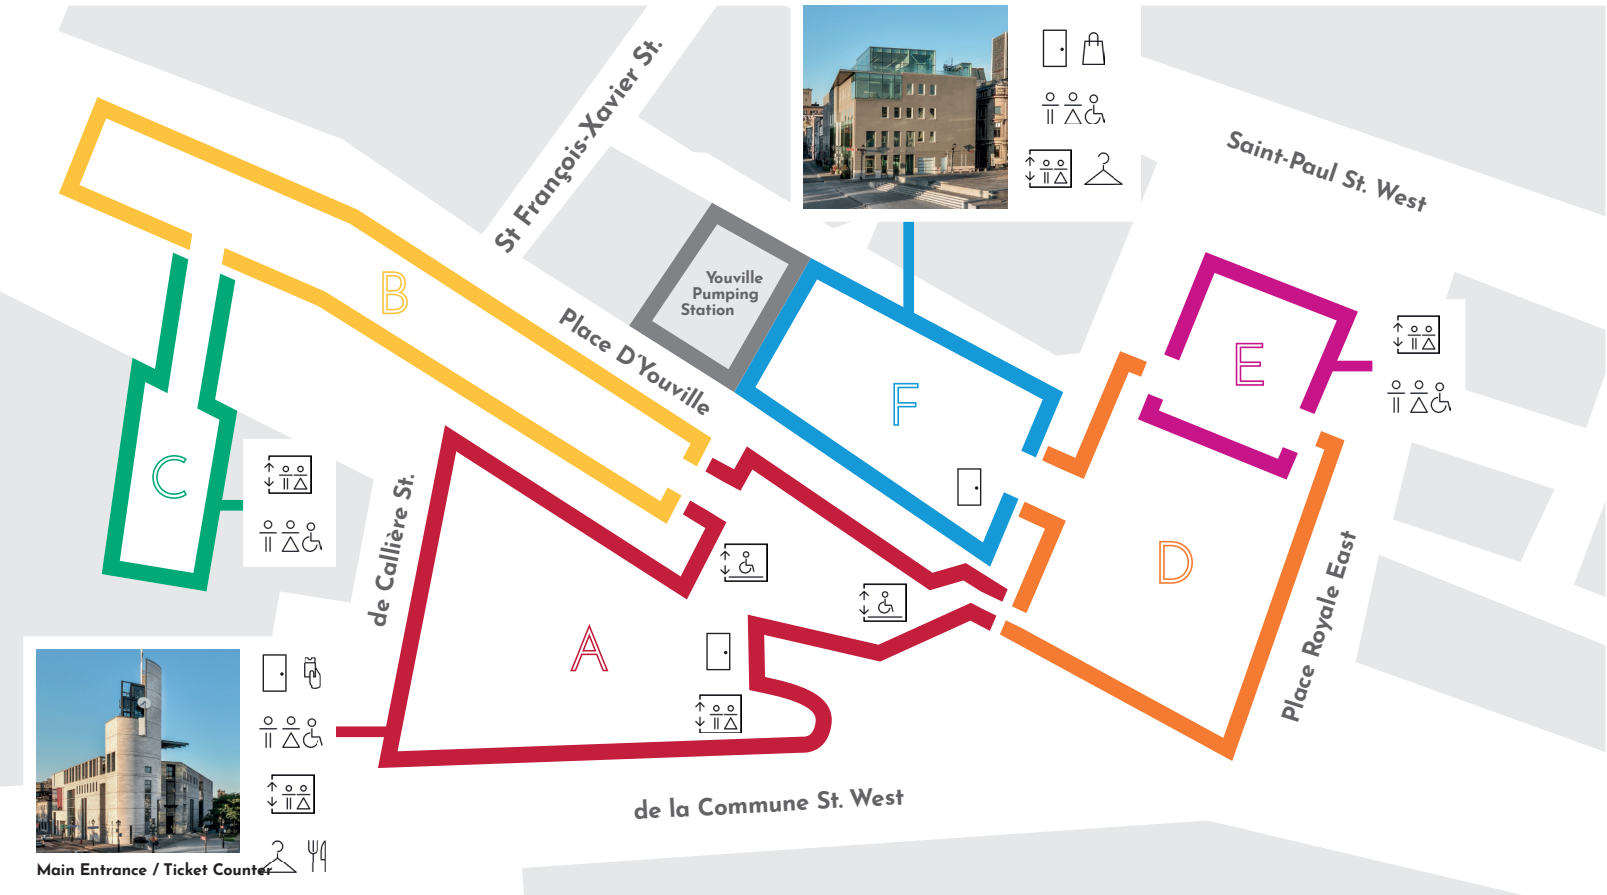 St François-Xavier St.
Saint-Paul St. West
Youville
Pumping
Station
B
Place D'Youville
E
F
C
de Callière St.
D
A
Place Royale East
de la Commune St. West
Main Entrance / Ticket Counter